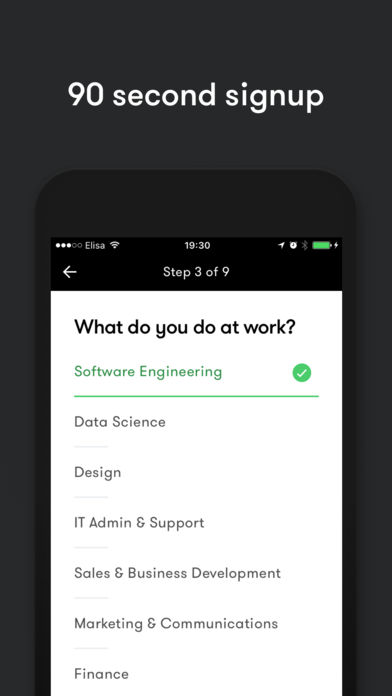 90 second signup
Elisa 19:30
Step 3 of 9
What do you do at work?
Software Engineering
Data Science
Design
IT Admin & Support
Sales & Business Development
Marketing & Communications
Finance